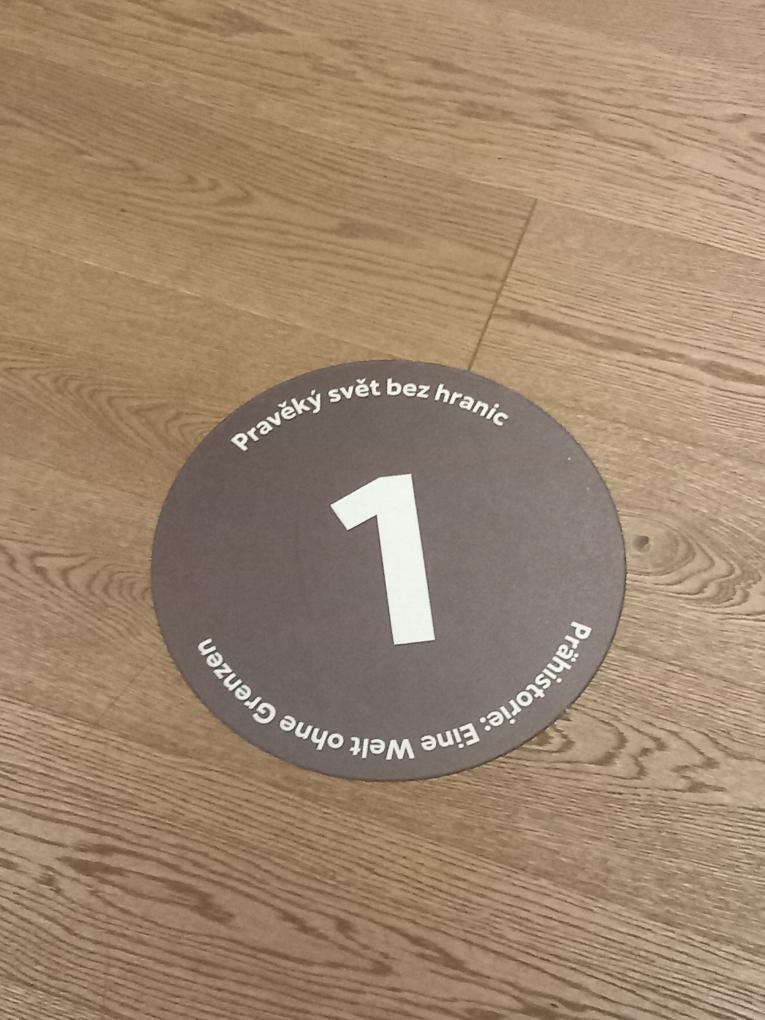 Pravěký svět bez hranic
1
Prähistorie: Eine Welt ohne Grenzen